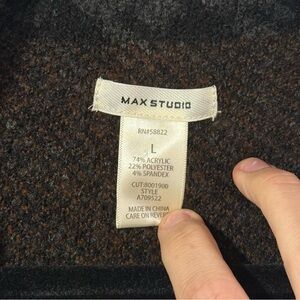 MAX STUDIO
RN#58822
L
74% ACRYLIC
22% POLYESTER
4% SPANDEX
CUT:8001900
STYLE
A709522
MADE IN CHINA
CARE ON REVERS